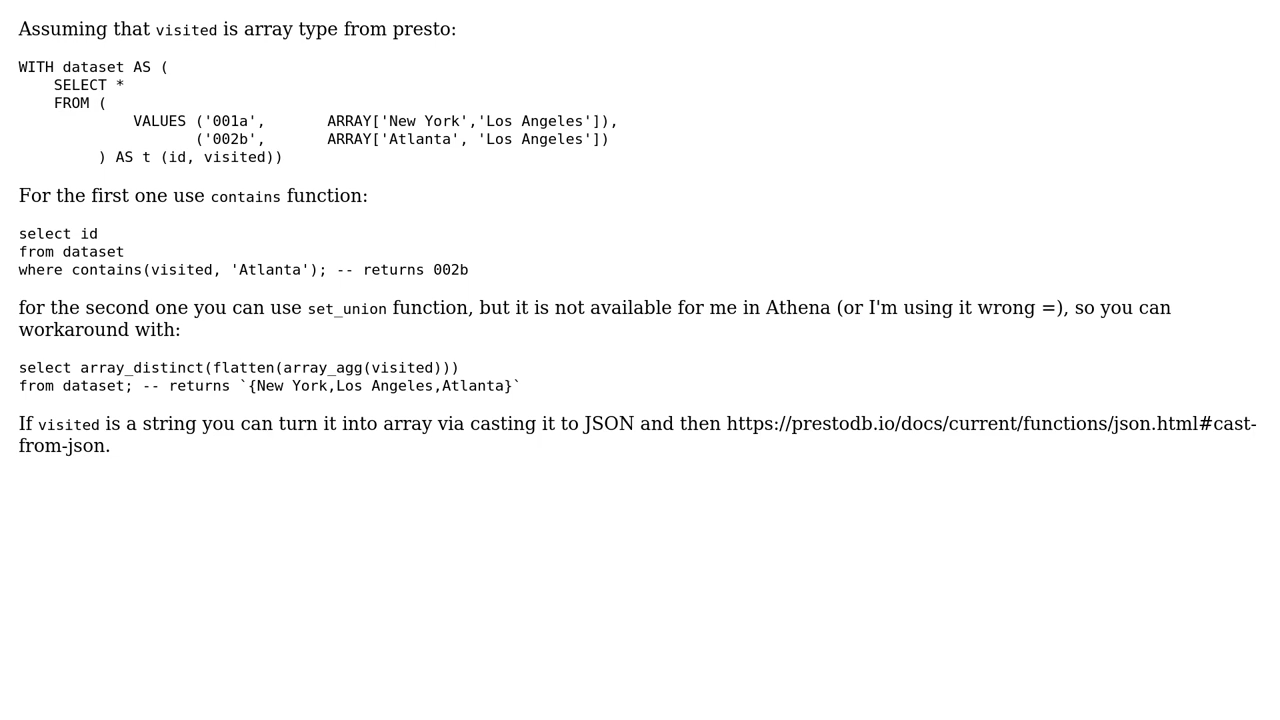 Assuming that visited is array type from presto:
WITH dataset AS (
    SELECT *
    FROM (
             VALUES ('001a',       ARRAY['New York','Los Angeles']),
                    ('002b',       ARRAY['Atlanta', 'Los Angeles'])
         ) AS t (id, visited))
For the first one use contains function:
select id
from dataset
where contains(visited, 'Atlanta'); -- returns 002b
for the second one you can use set_union function, but it is not available for me in Athena (or I'm using it wrong =), so you can
workaround with:
select array_distinct(flatten(array_agg(visited)))
from dataset; -- returns `{New York,Los Angeles,Atlanta}`
If visited is a string you can turn it into array via casting it to JSON and then https://prestodb.io/docs/current/functions/json.html#cast-
from-json.